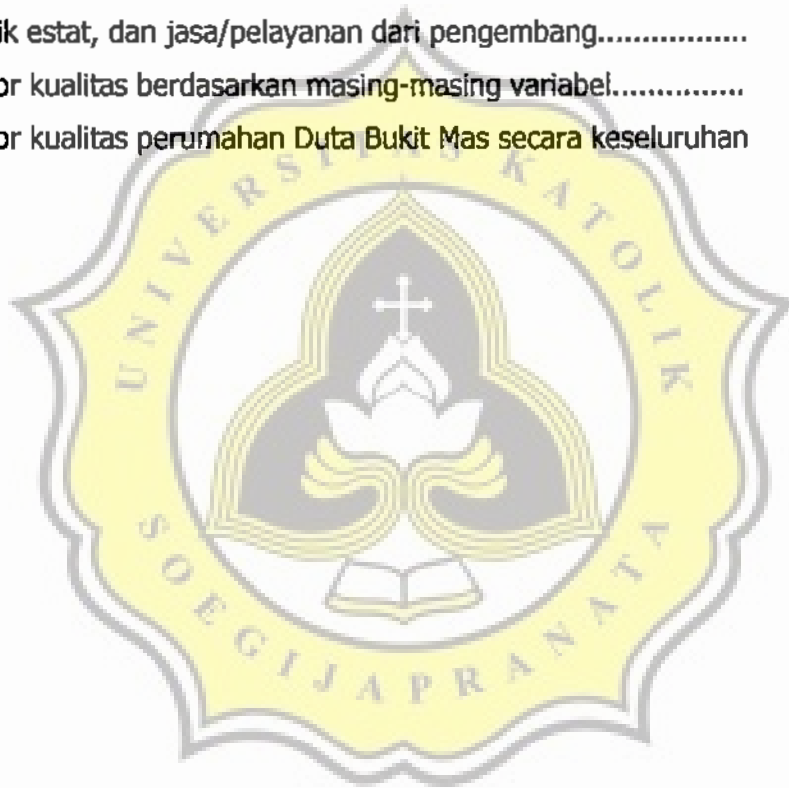 ik estat, dan jasa/pelayanan dari pengembang.................
or kualitas berdasarkan masing-masing variabel...............
or kualitas perumahan Duta Bukit Mas secara keseluruhan
UNIVERSITAS KATOLIK
SOEGIJAPRANATA